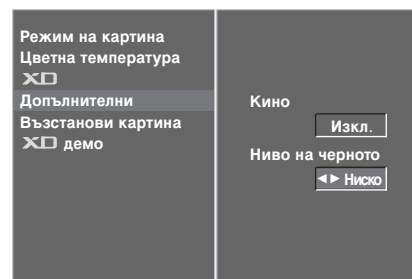 Режим на картина
Цветна температура
XD
Допълнителни
Възстанови картина
XD демо
Кино
Изкл.
Ниво на черното
◄► Ниско